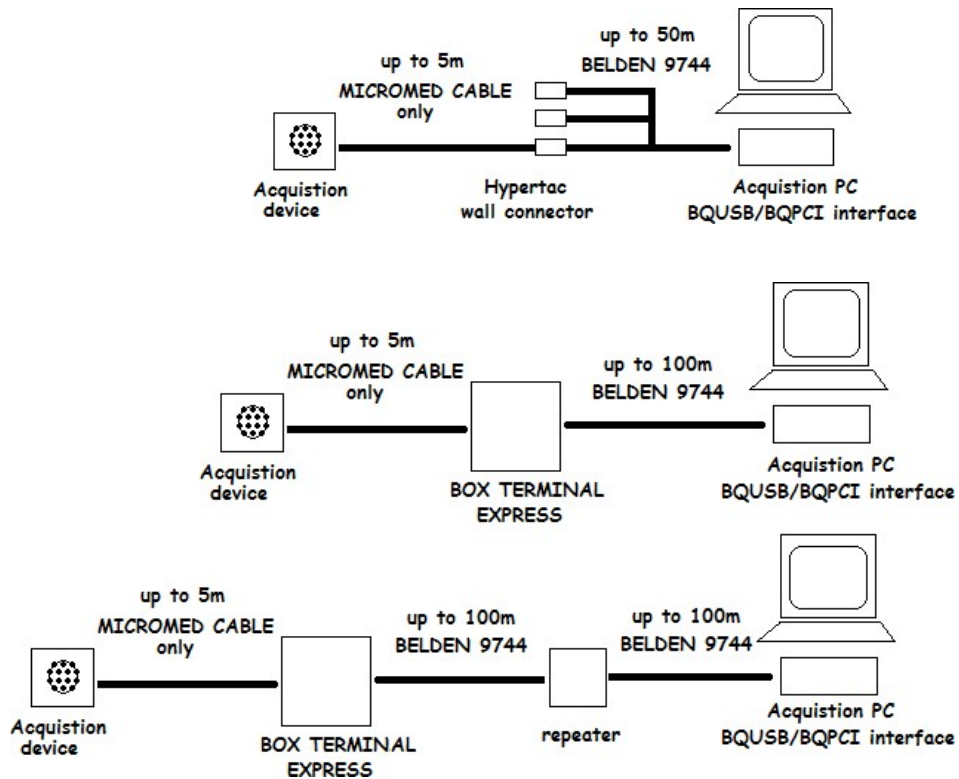 up to 5m
MICROMED CABLE
only
up to 50m
BELDEN 9744
Acquistion
device
Hypertac
wall connector
Acquistion PC
BQUSB/BQPCI interface
up to 5m
MICROMED CABLE
only
up to 100m
BELDEN 9744
Acquistion
device
BOX TERMINAL
EXPRESS
Acquistion PC
BQUSB/BQPCI interface
up to 5m
MICROMED CABLE
only
up to 100m
BELDEN 9744
up to 100m
BELDEN 9744
Acquistion
device
BOX TERMINAL
EXPRESS
repeater
Acquistion PC
BQUSB/BQPCI interface